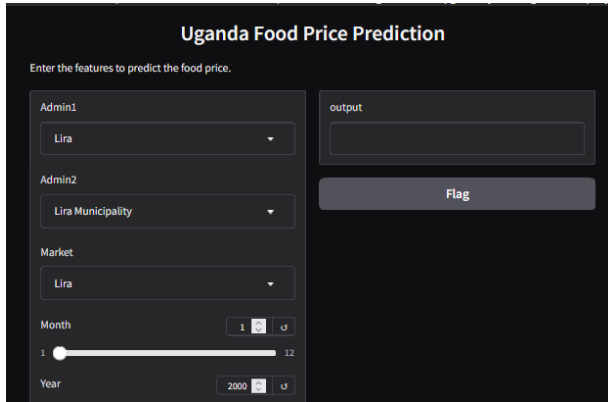 Uganda Food Price Prediction
Enter the features to predict the food price.
Admin1
Lira
Admin2
Lira Municipality
Market
Lira
Month
1
1
12
Year
2000
output
Flag